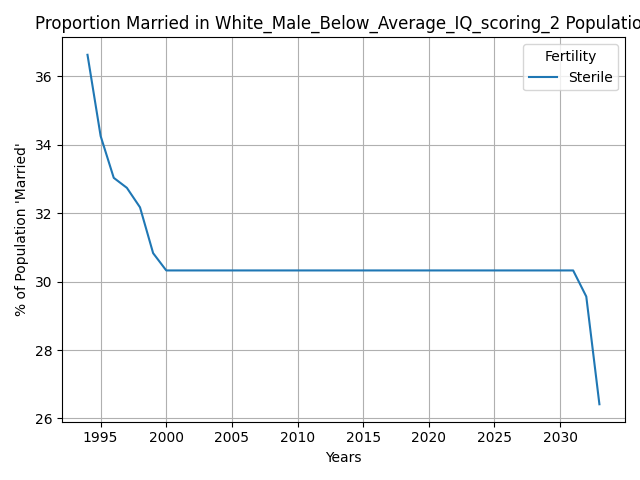 Proportion Married in White_Male_Below_Average_IQ_scoring_2 Populatio
Fertility
Sterile
% of Population 'Married'
36
34
32
30
28
26
1995 2000 2005 2010 2015 2020 2025 2030
Years